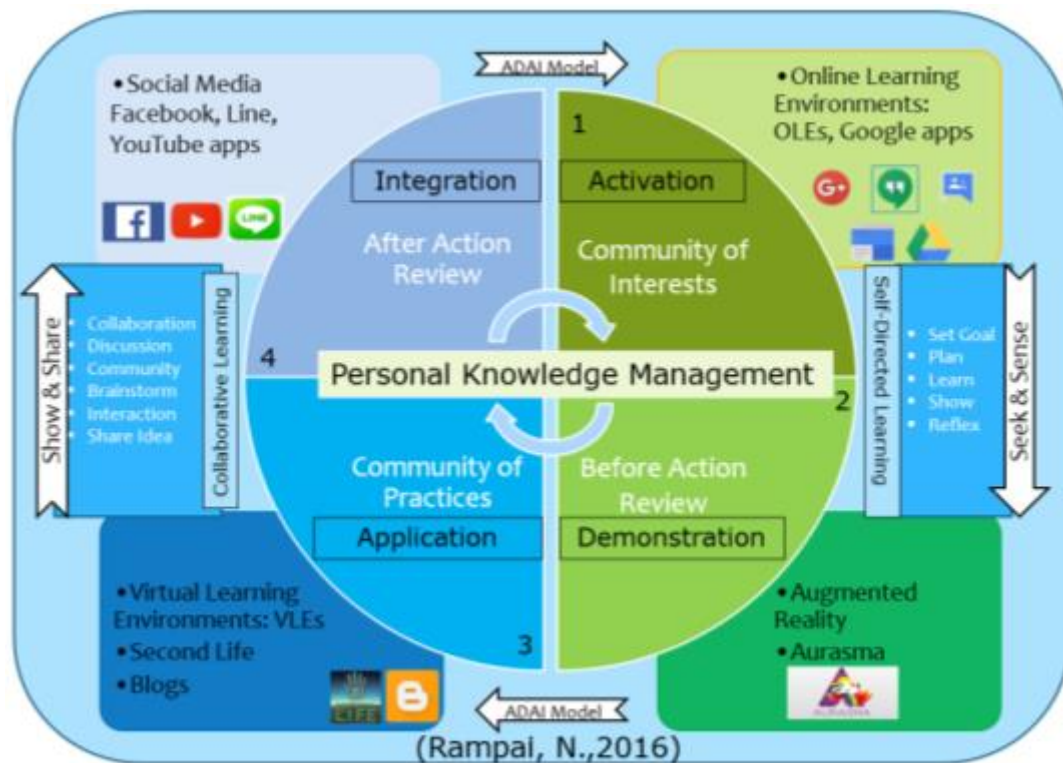 ADAI Model
•Social Media
Facebook, Line,
YouTube apps
•Online Learning
Environments:
OLEs, Google apps
G+
f
LINE
1
Integration
Activation
After Action
Review
Community of
Interests
Show & Share
• Collaboration
• Discussion
• Community
• Brainstorm
• Interaction
• Share Idea
Collaborative Learning
4
Personal Knowledge Management
2
Self-Directed Learning
• Set Goal
• Plan
• Learn
• Show
• Reflex
Seek & Sense
Community of
Practices
Before Action
Review
Application
Demonstration
3
•Virtual Learning
Environments: VLEs
•Second Life
•Blogs
LIFE
•Augmented
Reality
•Aurasma
AURASMA
ADAI Model
(Rampai, N.,2016)